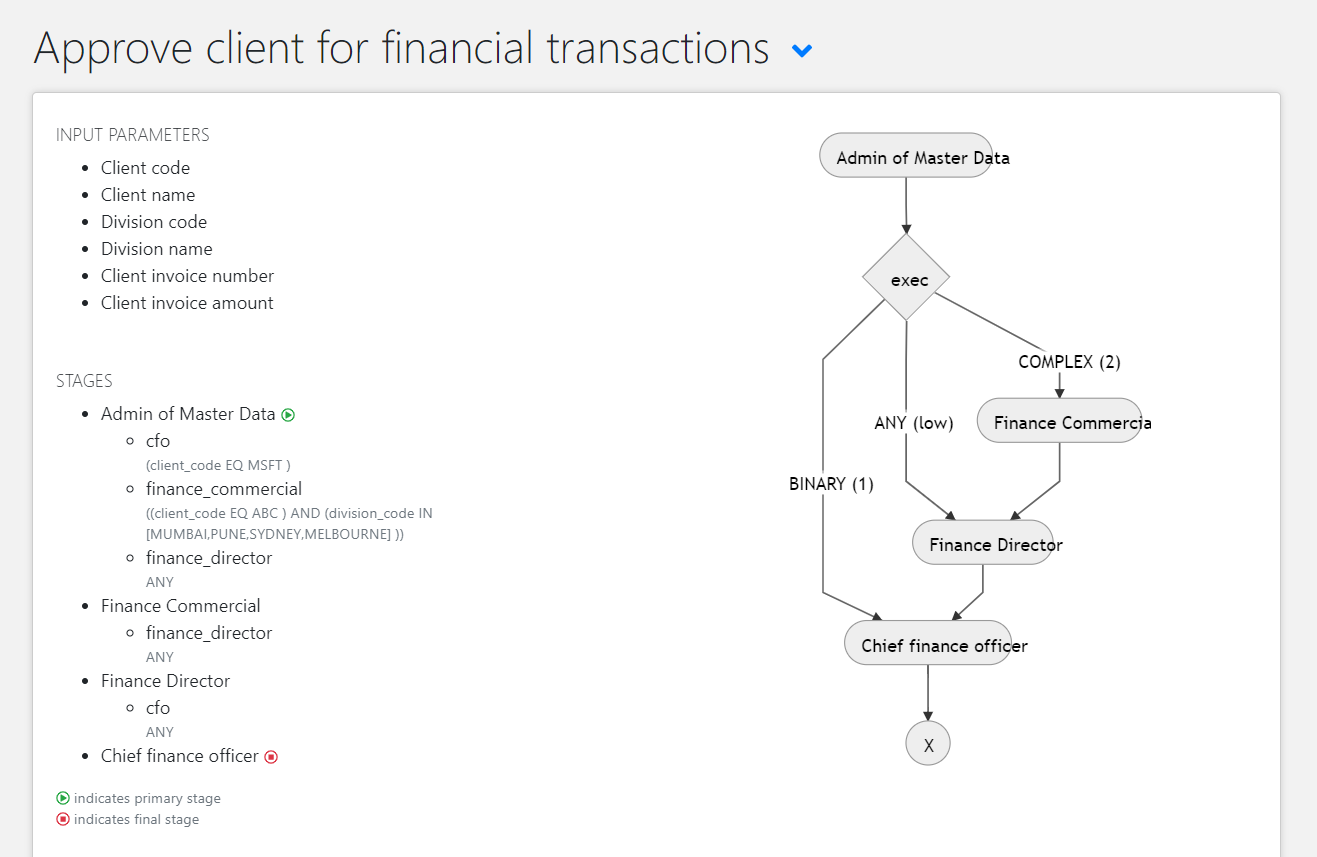 Approve client for financial transactions
INPUT PARAMETERS
Client code
Client name
Division code
Division name
Client invoice number
Client invoice amount
STAGES
Admin of Master Data
cfo
(client_code EQ MSFT )
finance_commercial
((client_code EQ ABC ) AND (division_code IN
[MUMBAI,PUNE,SYDNEY,MELBOURNE] ))
finance_director
ANY
Finance Commercial
finance_director
ANY
Finance Director
cfo
ANY
Chief finance officer
indicates primary stage
indicates final stage
Admin of Master Data
exec
COMPLEX (2)
ANY (low)
Finance Commercia
BINARY (1)
Finance Director
Chief finance officer
X